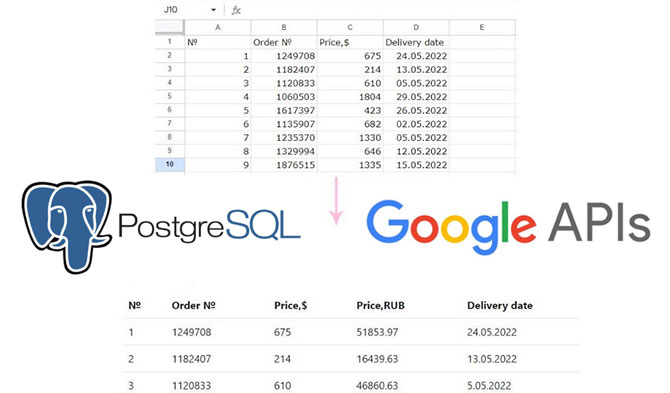 J10 fx
A B C D E
1 № Order № Price,$ Delivery date
2 1 1249708 675 24.05.2022
3 2 1182407 214 13.05.2022
4 3 1120833 610 05.05.2022
5 4 1060503 1804 29.05.2022
6 5 1617397 423 26.05.2022
7 6 1135907 682 02.05.2022
8 7 1235370 1330 05.05.2022
9 8 1329994 646 12.05.2022
10 9 1876515 1335 15.05.2022
PostgreSQL Google APIs
№ Order № Price,$ Price,RUB Delivery date
1 1249708 675 51853.97 24.05.2022
2 1182407 214 16439.63 13.05.2022
3 1120833 610 46860.63 5.05.2022